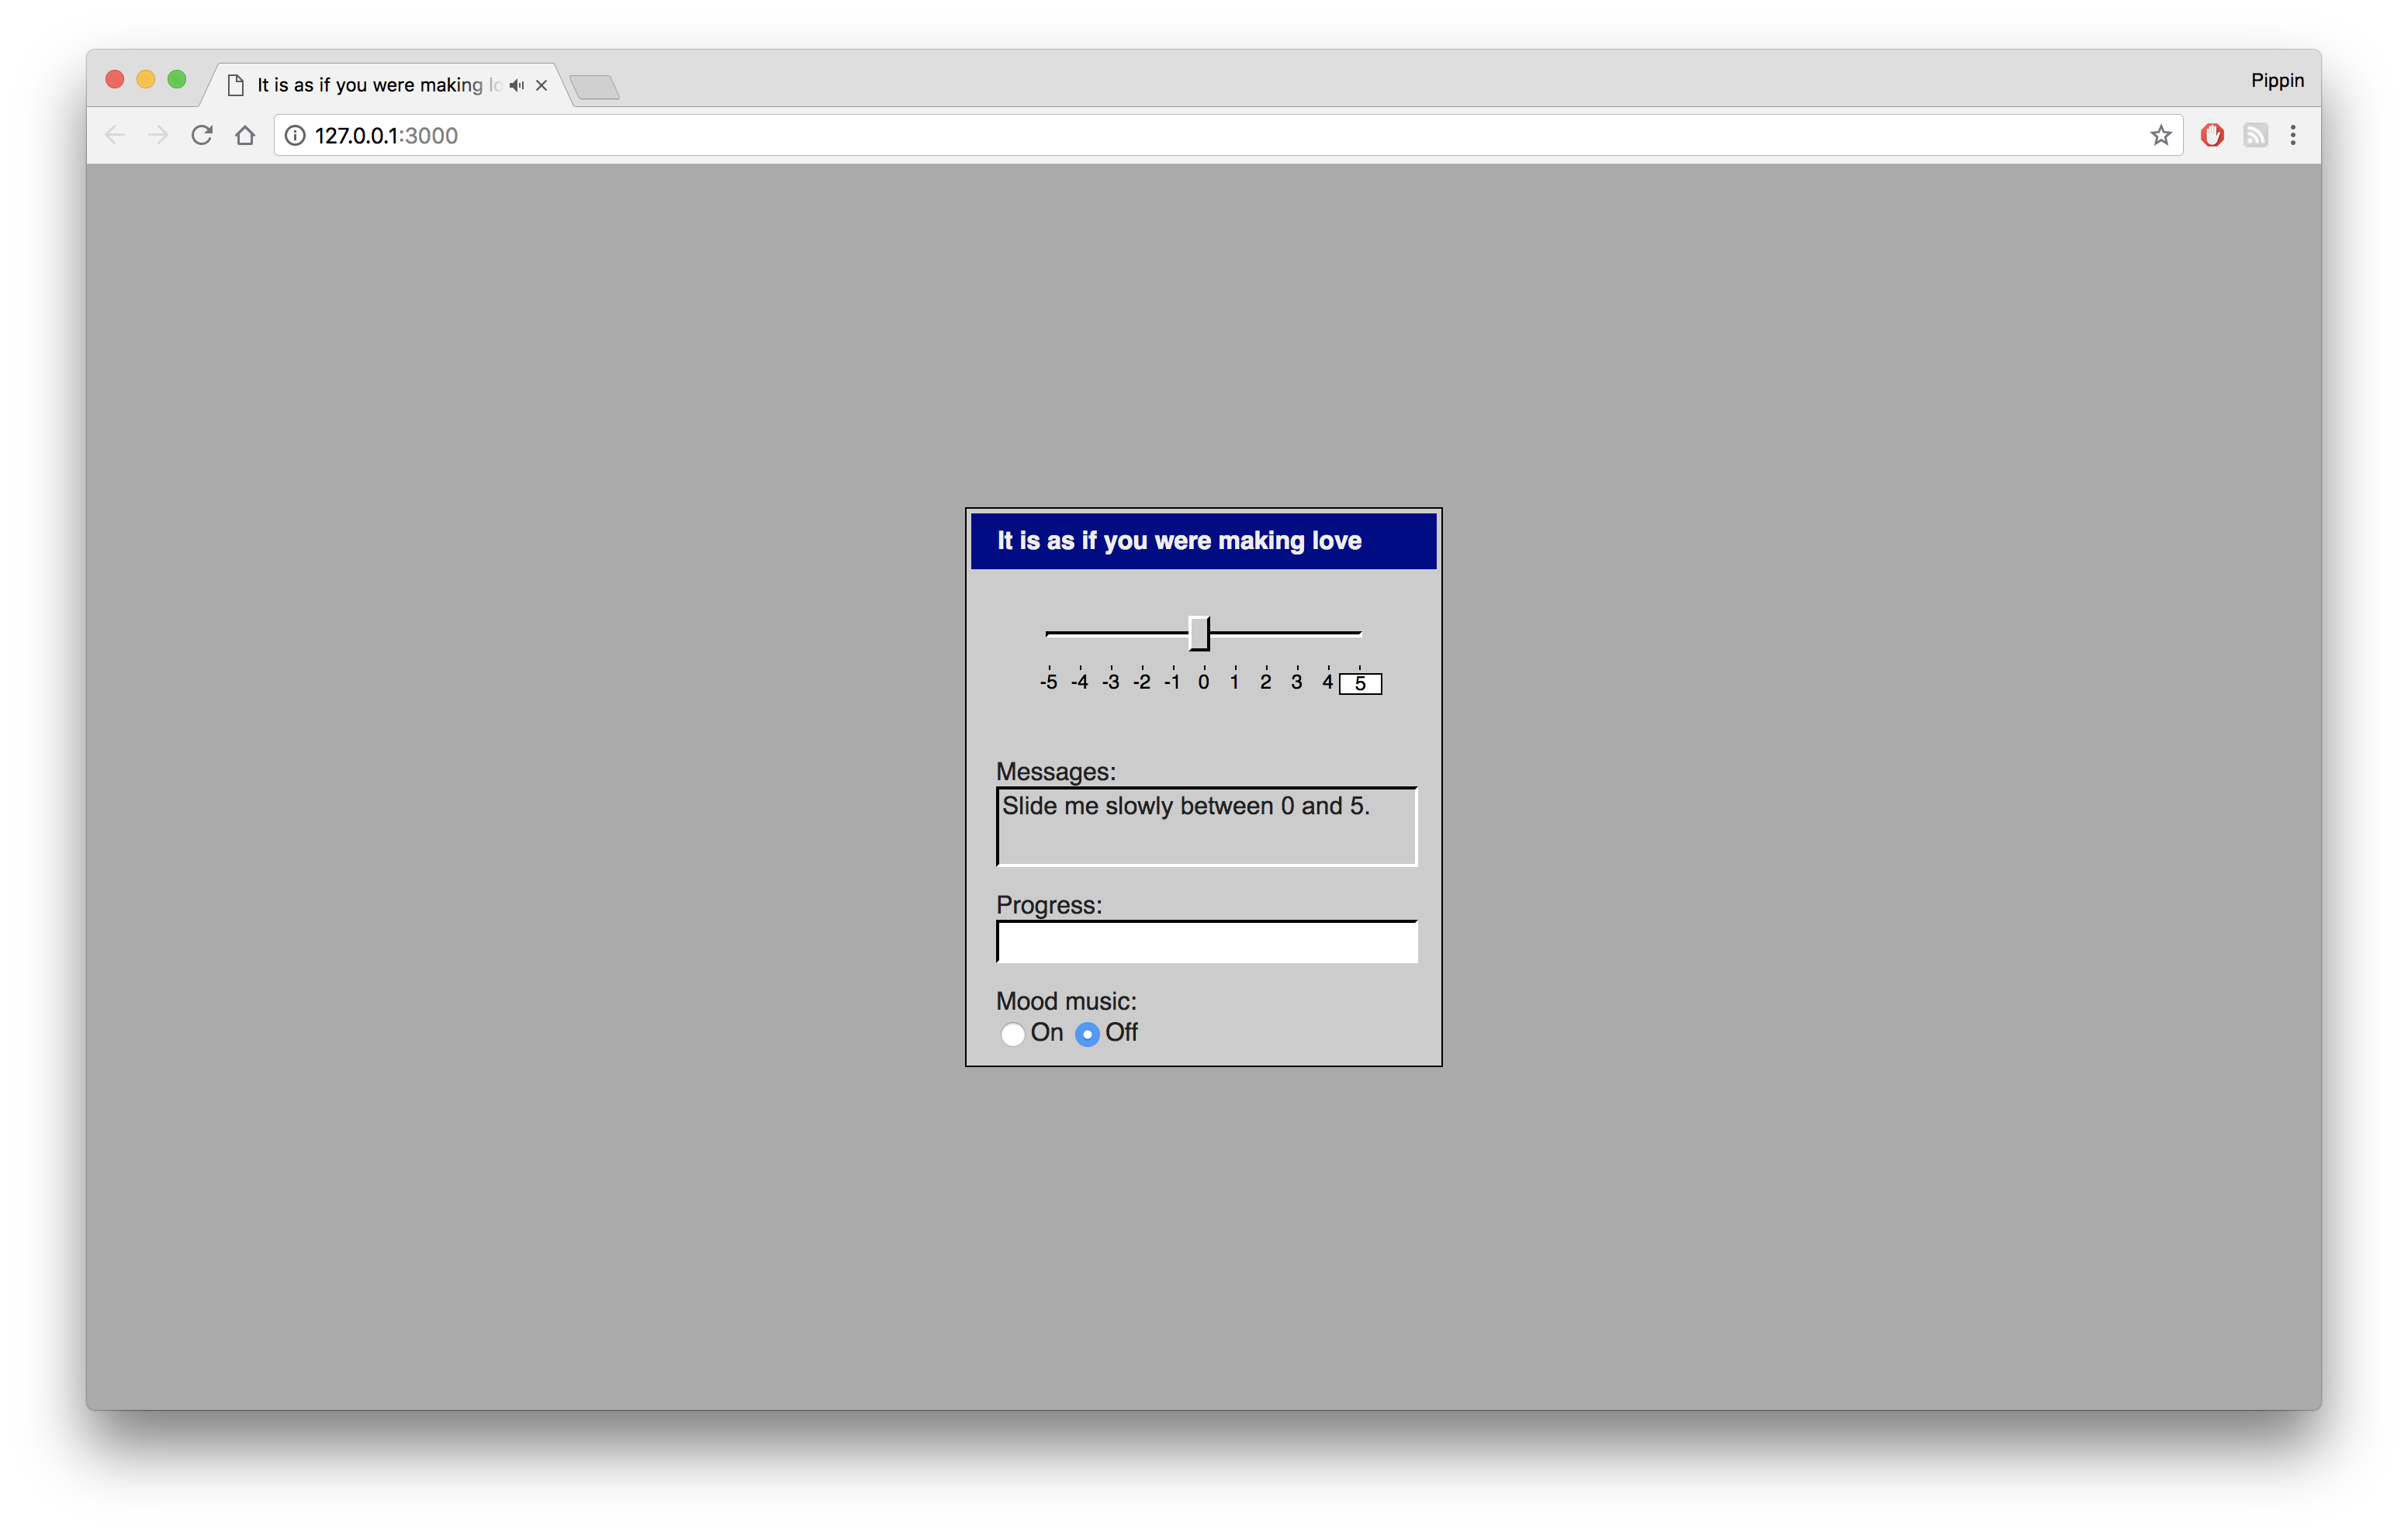 It is as if you were making lo
Pippin
127.0.0.1:3000
It is as if you were making love
-5 -4 -3 -2 -1 0 1 2 3 4 5
Messages:
Slide me slowly between 0 and 5.
Progress:
Mood music:
On Off